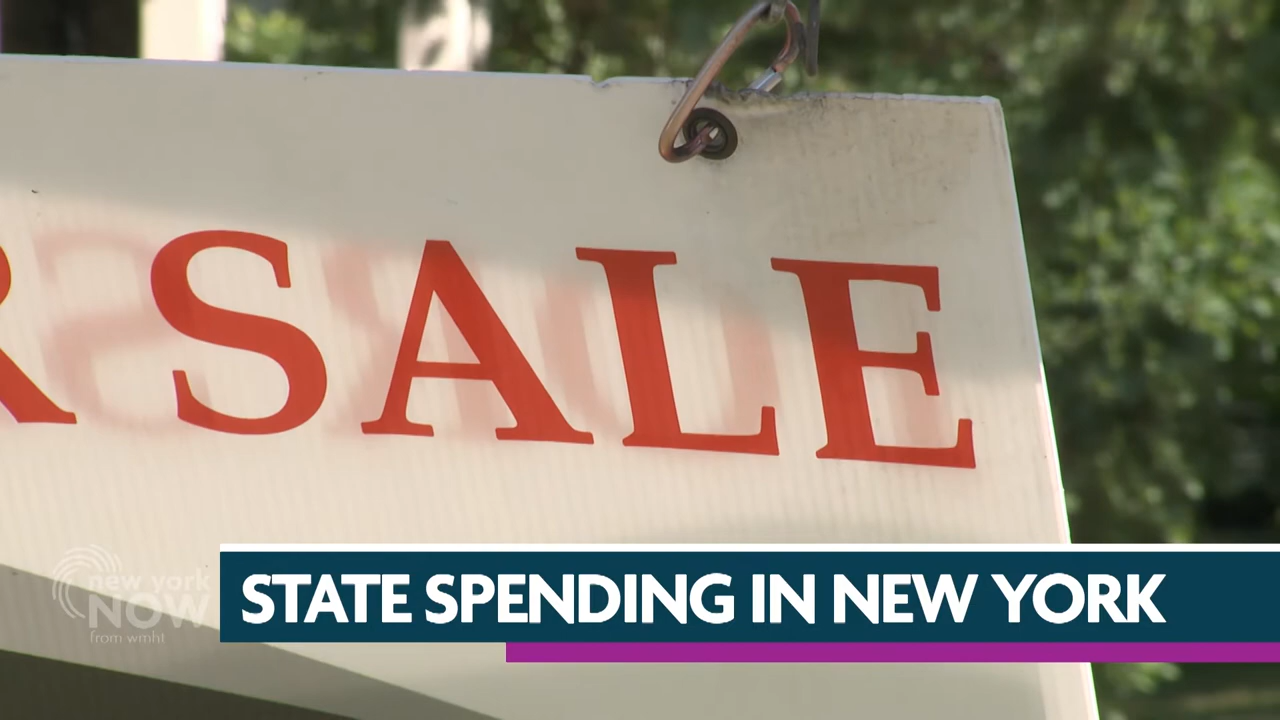 R SALE
STATE SPENDING IN NEW YORK
new york
NOW
from wmht